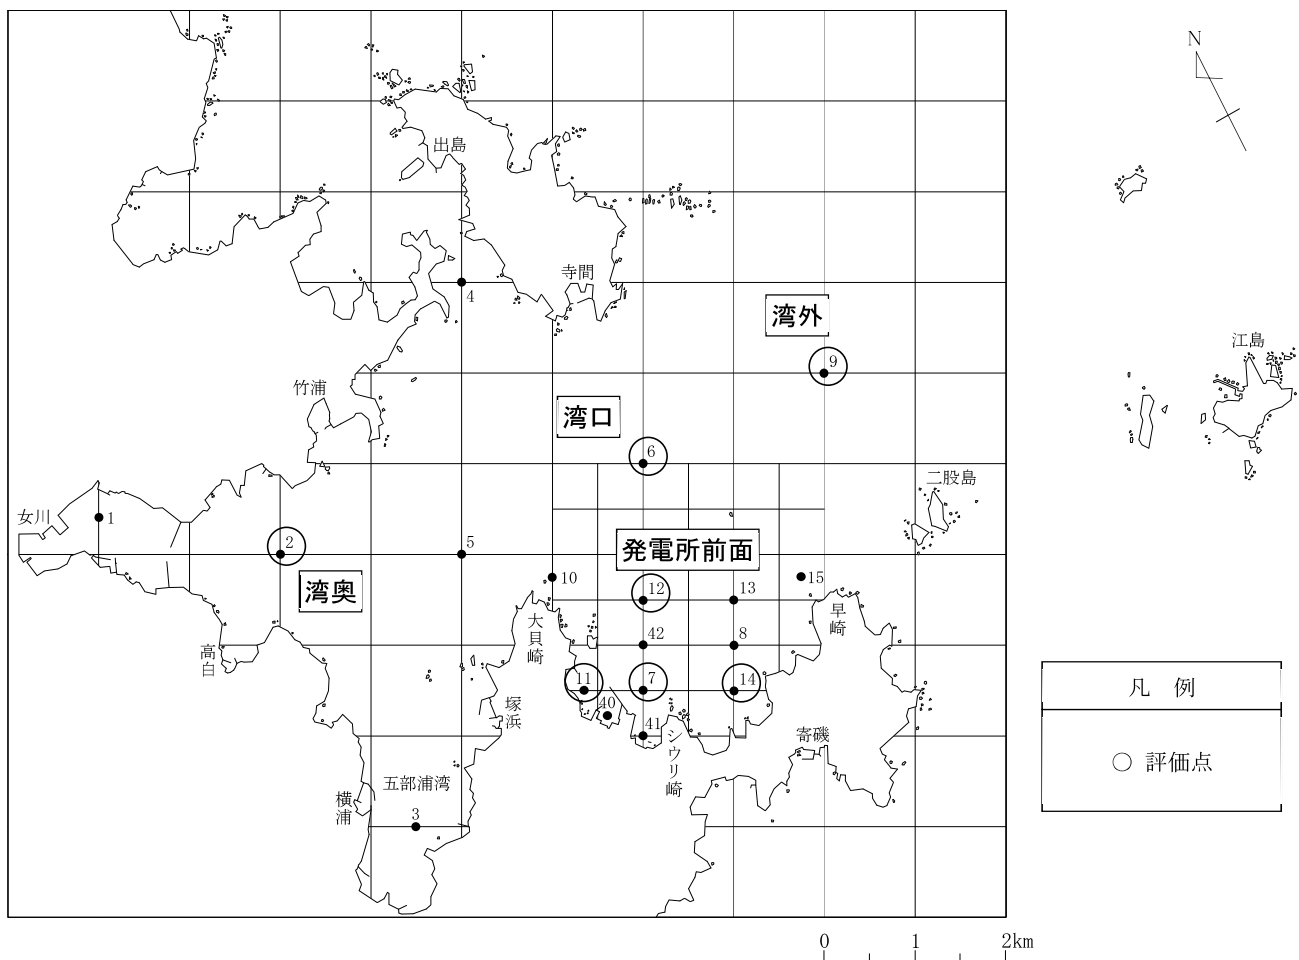 N
出島
寺間
4
湾外
江島
9
竹浦
湾口
6
二股島
女川
1
2
5
発電所前面
湾奥
10
12
13
15
大貝崎
早崎
42
8
高白
11
7
14
40
塚浜
41
シウリ崎
寄磯
凡 例
○ 評価点
五部浦湾
横浦
3
0 1 2km